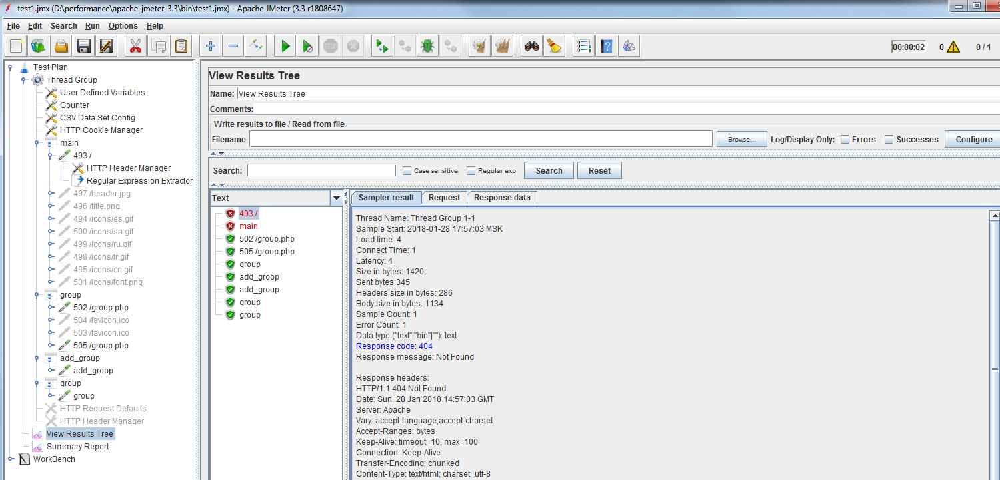 test1.jmx (D:\performance\apache-jmeter-3.3\bin\test1.jmx) - Apache JMeter (3.3 r1808647)
File Edit Search Run Options Help
00:00:02 0 0 / 1
Test Plan
Thread Group
User Defined Variables
Counter
CSV Data Set Config
HTTP Cookie Manager
main
493 /
HTTP Header Manager
Regular Expression Extractor
497 /header.jpg
496 /title.png
494 /icons/es.gif
500 /icons/sa.gif
499 /icons/ru.gif
498 /icons/fr.gif
495 /icons/cn.gif
501 /icons/font.png
group
502 /group.php
504 /favicon.ico
503 /favicon.ico
505 /group.php
add_group
add_groop
group
group
HTTP Request Defaults
HTTP Header Manager
View Results Tree
Summary Report
WorkBench
View Results Tree
Name: View Results Tree
Comments:
Write results to file / Read from file
Filename Browse... Log/Display Only: Errors Successes Configure
Search: Case sensitive Regular exp. Search Reset
Text
493 /
main
502 /group.php
505 /group.php
group
add_groop
add_group
group
group
Sampler result Request Response data
Thread Name: Thread Group 1-1
Sample Start: 2018-01-28 17:57:03 MSK
Load time: 4
Connect Time: 1
Latency: 4
Size in bytes: 1420
Sent bytes:345
Headers size in bytes: 286
Body size in bytes: 1134
Sample Count: 1
Error Count: 1
Data type ("text"|"bin"|""): text
Response code: 404
Response message: Not Found
Response headers:
HTTP/1.1 404 Not Found
Date: Sun, 28 Jan 2018 14:57:03 GMT
Server: Apache
Vary: accept-language,accept-charset
Accept-Ranges: bytes
Keep-Alive: timeout=10, max=100
Connection: Keep-Alive
Transfer-Encoding: chunked
Content-Type: text/html; charset=utf-8